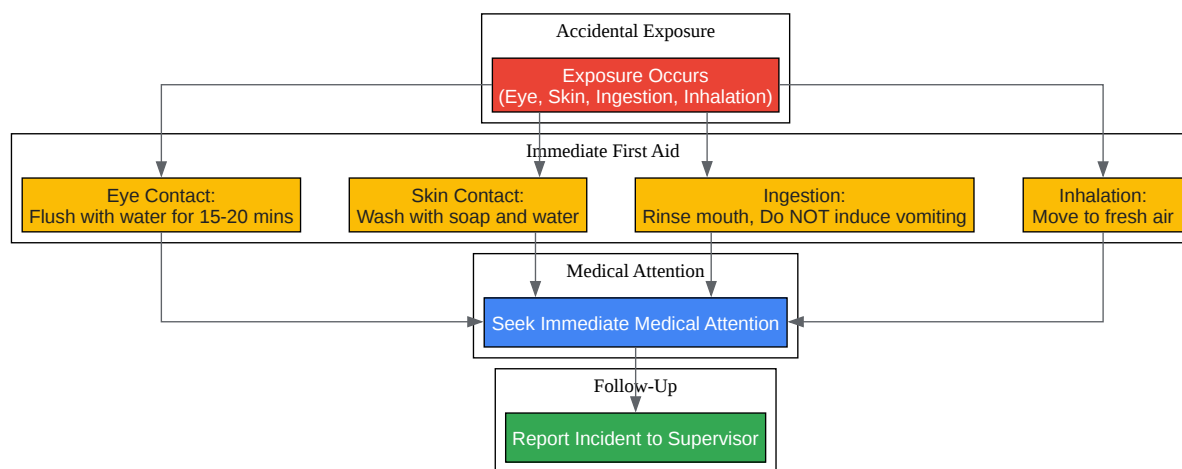 Accidental Exposure
Exposure Occurs
(Eye, Skin, Ingestion, Inhalation)
Immediate First Aid
Eye Contact:
Flush with water for 15-20 mins
Skin Contact:
Wash with soap and water
Ingestion:
Rinse mouth, Do NOT induce vomiting
Inhalation:
Move to fresh air
Medical Attention
Seek Immediate Medical Attention
Follow-Up
Report Incident to Supervisor